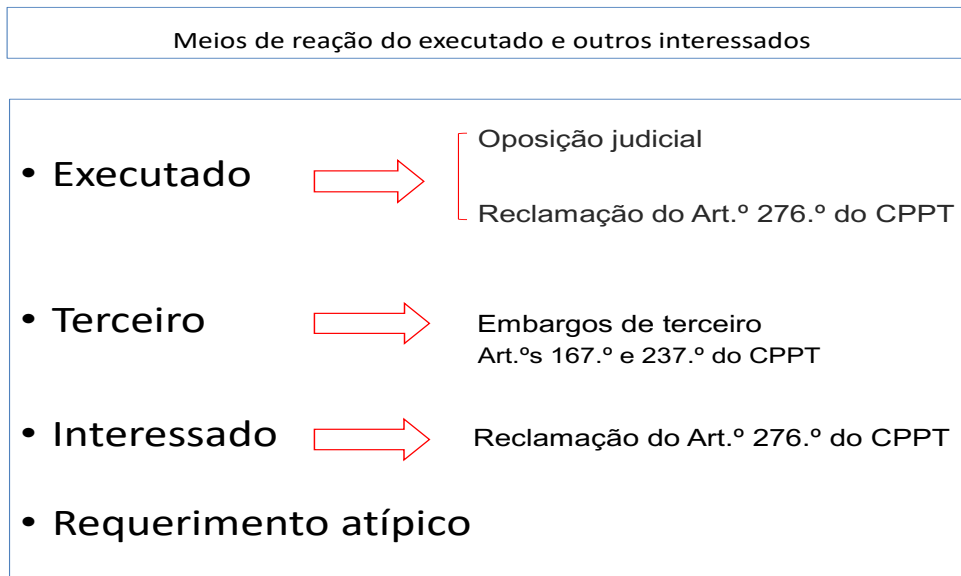 Meios de reação do executado e outros interessados
• Executado
Oposição judicial
Reclamação do Art.º 276.º do CPPT
• Terceiro
Embargos de terceiro
Art.ºs 167.º e 237.º do CPPT
• Interessado
Reclamação do Art.º 276.º do CPPT
• Requerimento atípico